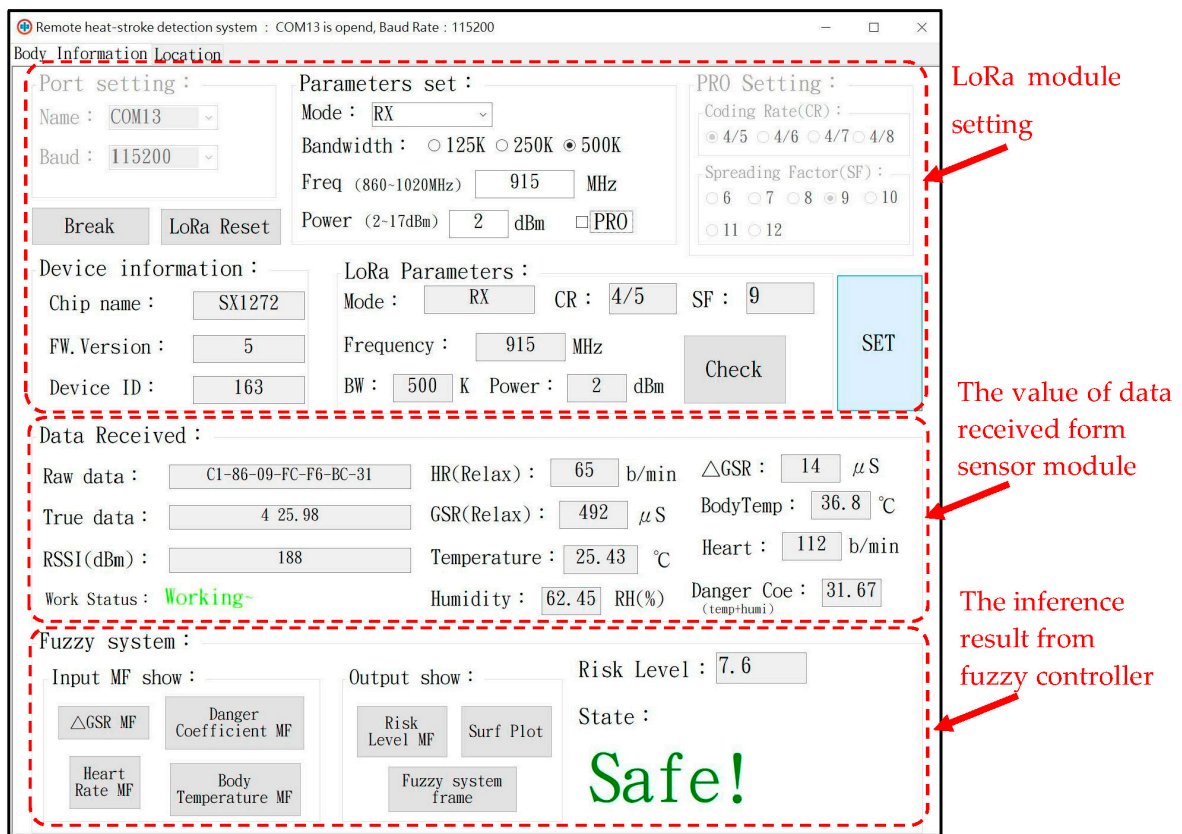 Remote heat-stroke detection system : COM13 is opend, Baud Rate : 115200
Body Information Location
Port setting :
Name : COM13
Baud : 115200
Break LoRa Reset
Parameters set :
Mode : RX
Bandwidth : 125K 250K 500K
Freq (860~1020MHz) 915 MHz
Power (2~17dBm) 2 dBm PRO
PRO Setting :
Coding Rate(CR) :
4/5 4/6 4/7 4/8
Spreading Factor(SF) :
6 7 8 9 10
11 12
LoRa module
setting
Device information :
Chip name : SX1272
FW.Version : 5
Device ID : 163
LoRa Parameters :
Mode : RX CR : 4/5 SF : 9
Frequency : 915 MHz
BW : 500 K Power : 2 dBm
Check
SET
Data Received :
Raw data : C1-86-09-FC-F6-BC-31
True data : 4 25.98
RSSI(dBm) : 188
Work Status : Working~
HR(Relax) : 65 b/min
GSR(Relax) : 492 μS
Temperature : 25.43 ℃
Humidity : 62.45 RH(%)
△GSR : 14 μS
BodyTemp : 36.8 ℃
Heart : 112 b/min
Danger Coe : 31.67
(temp+humi)
The value of data
received form
sensor module
Fuzzy system :
Input MF show :
△GSR MF
Danger
Coefficient MF
Heart
Rate MF
Body
Temperature MF
Output show :
Risk
Level MF
Surf Plot
Fuzzy system
frame
Risk Level : 7.6
State :
Safe!
The inference
result from
fuzzy controller